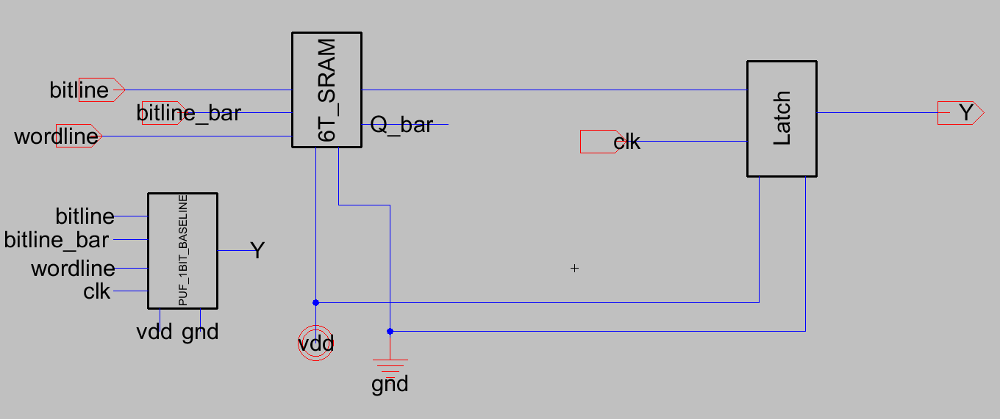 6T_SRAM
Latch
bitline
bitline_bar
wordline
Q_bar
clk
Y
PUF_1BIT_BASELINE
bitline
bitline_bar
wordline
clk
Y
vdd
gnd
vdd
gnd